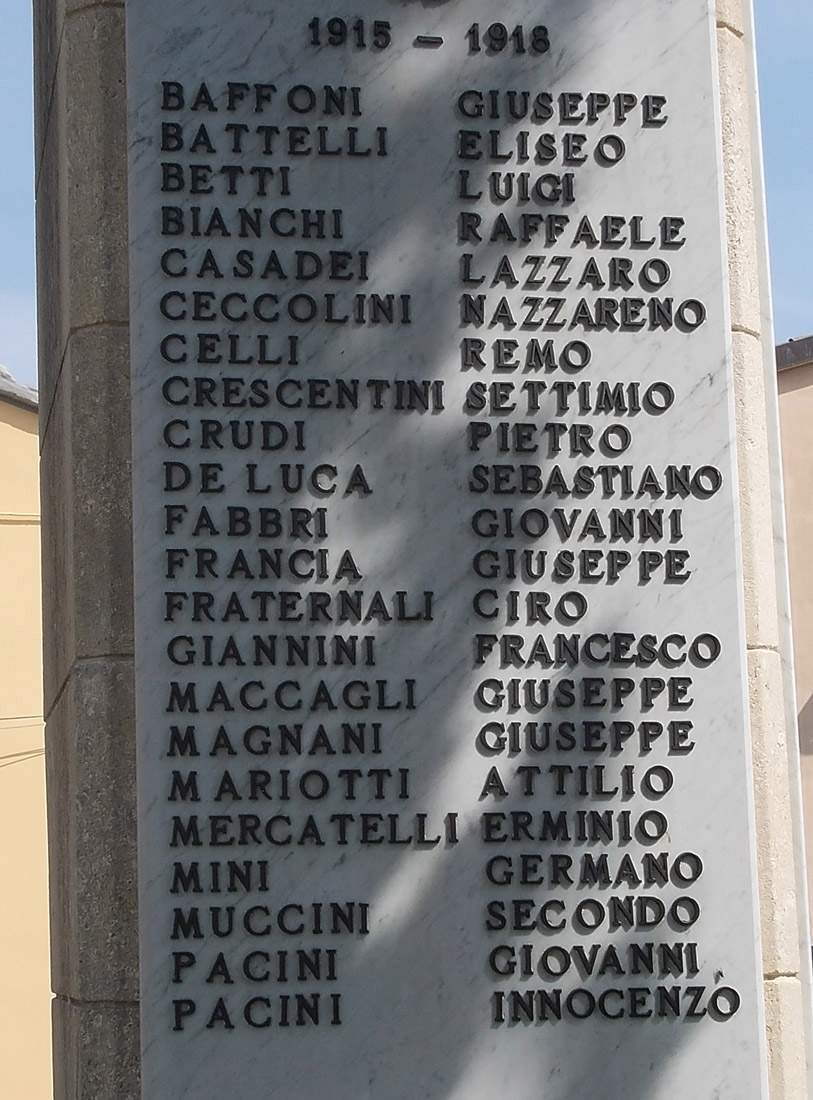 1915 – 1918
BAFFONI GIUSEPPE
BATTELLI ELISEO
BETTI LUIGI
BIANCHI RAFFAELE
CASADEI LAZZARO
CECCOLINI NAZZARENO
CELLI REMO
CRESCENTINI SETTIMIO
CRUDI PIETRO
DE LUCA SEBASTIANO
FABBRI GIOVANNI
FRANCIA GIUSEPPE
FRATERNALI CIRO
GIANNINI FRANCESCO
MACCAGLI GIUSEPPE
MAGNANI GIUSEPPE
MARIOTTI ATTILIO
MERCATELLI ERMINIO
MINI GERMANO
MUCCINI SECONDO
PACINI GIOVANNI
PACINI INNOCENZO